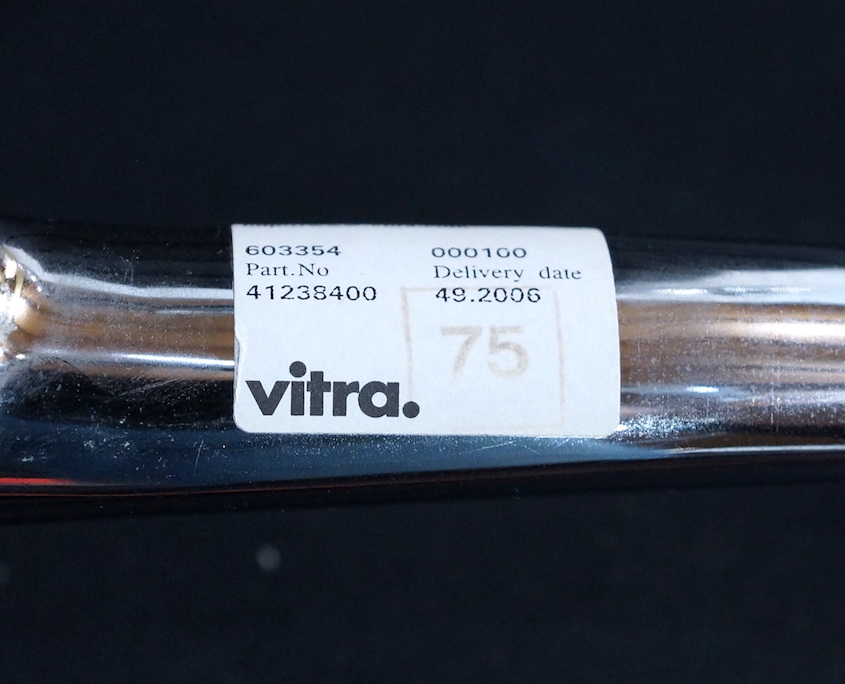 603354 000100
Part.No Delivery date
41238400 49.2006
75
vitra.